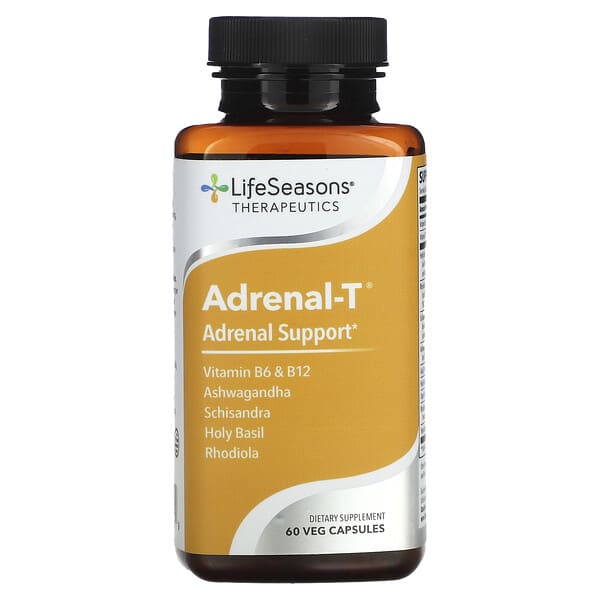 LifeSeasons®
THERAPEUTICS
Adrenal-T®
Adrenal Support*
Vitamin B6 & B12
Ashwagandha
Schisandra
Holy Basil
Rhodiola
DIETARY SUPPLEMENT
60 VEG CAPSULES